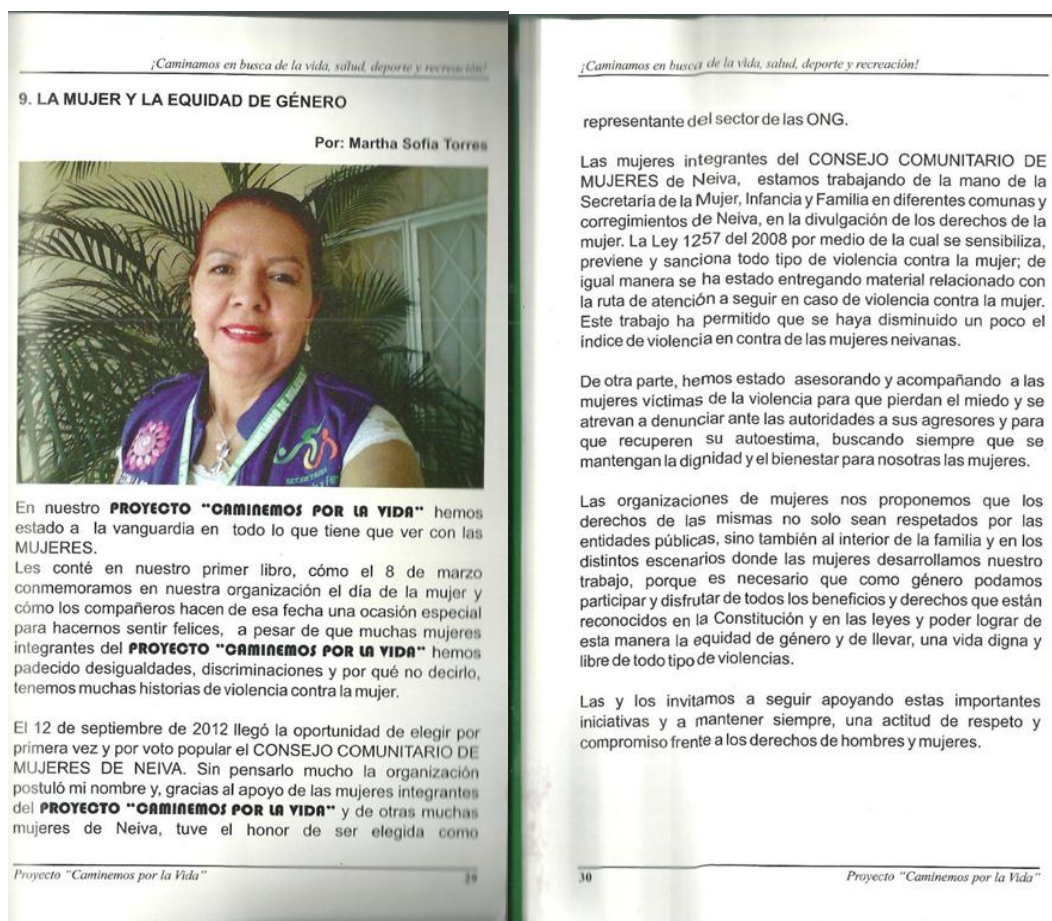 ¡Caminamos en busca de la vida, salud, deporte y recreación!
9. LA MUJER Y LA EQUIDAD DE GÉNERO
Por: Martha Sofía Torres
SECRETARIA
En nuestro PROYECTO "CAMINEMOS POR LA VIDA" hemos
estado a la vanguardia en todo lo que tiene que ver con las
MUJERES.
Les conté en nuestro primer libro, cómo el 8 de marzo
conmemoramos en nuestra organización el día de la mujer y
cómo los compañeros hacen de esa fecha una ocasión especial
para hacernos sentir felices, a pesar de que muchas mujeres
integrantes del PROYECTO "CAMINEMOS POR LA VIDA" hemos
padecido desigualdades, discriminaciones y por qué no decirlo,
tenemos muchas historias de violencia contra la mujer.
El 12 de septiembre de 2012 llegó la oportunidad de elegir por
primera vez y por voto popular el CONSEJO COMUNITARIO DE
MUJERES DE NEIVA. Sin pensarlo mucho la organización
postuló mi nombre y, gracias al apoyo de las mujeres integrantes
del PROYECTO "CAMINEMOS POR LA VIDA" y de otras muchas
mujeres de Neiva, tuve el honor de ser elegida como
Proyecto "Caminemos por la Vida"
29
¡Caminamos en busca de la vida, salud, deporte y recreación!
representante del sector de las ONG.
Las mujeres integrantes del CONSEJO COMUNITARIO DE
MUJERES de Neiva, estamos trabajando de la mano de la
Secretaria de la Mujer, Infancia y Familia en diferentes comunas y
corregimientos de Neiva, en la divulgación de los derechos de la
mujer. La Ley 1257 del 2008 por medio de la cual se sensibiliza,
previene y sanciona todo tipo de violencia contra la mujer; de
igual manera se ha estado entregando material relacionado con
la ruta de atención a seguir en caso de violencia contra la mujer.
Este trabajo ha permitido que se haya disminuido un poco el
índice de violencia en contra de las mujeres neivanas.
De otra parte, hemos estado asesorando y acompañando a las
mujeres víctimas de la violencia para que pierdan el miedo y se
atrevan a denunciar ante las autoridades a sus agresores y para
que recuperen su autoestima, buscando siempre que se
mantengan la dignidad y el bienestar para nosotras las mujeres.
Las organizaciones de mujeres nos proponemos que los
derechos de las mismas no solo sean respetados por las
entidades públicas, sino también al interior de la familia y en los
distintos escenarios donde las mujeres desarrollamos nuestro
trabajo, porque es necesario que como género podamos
participar y disfrutar de todos los beneficios y derechos que están
reconocidos en la Constitución y en las leyes y poder lograr de
esta manera la equidad de género y de llevar, una vida digna y
libre de todo tipo de violencias.
Las y los invitamos a seguir apoyando estas importantes
iniciativas y a mantener siempre, una actitud de respeto y
compromiso frente a los derechos de hombres y mujeres.
30
Proyecto "Caminemos por la Vida"